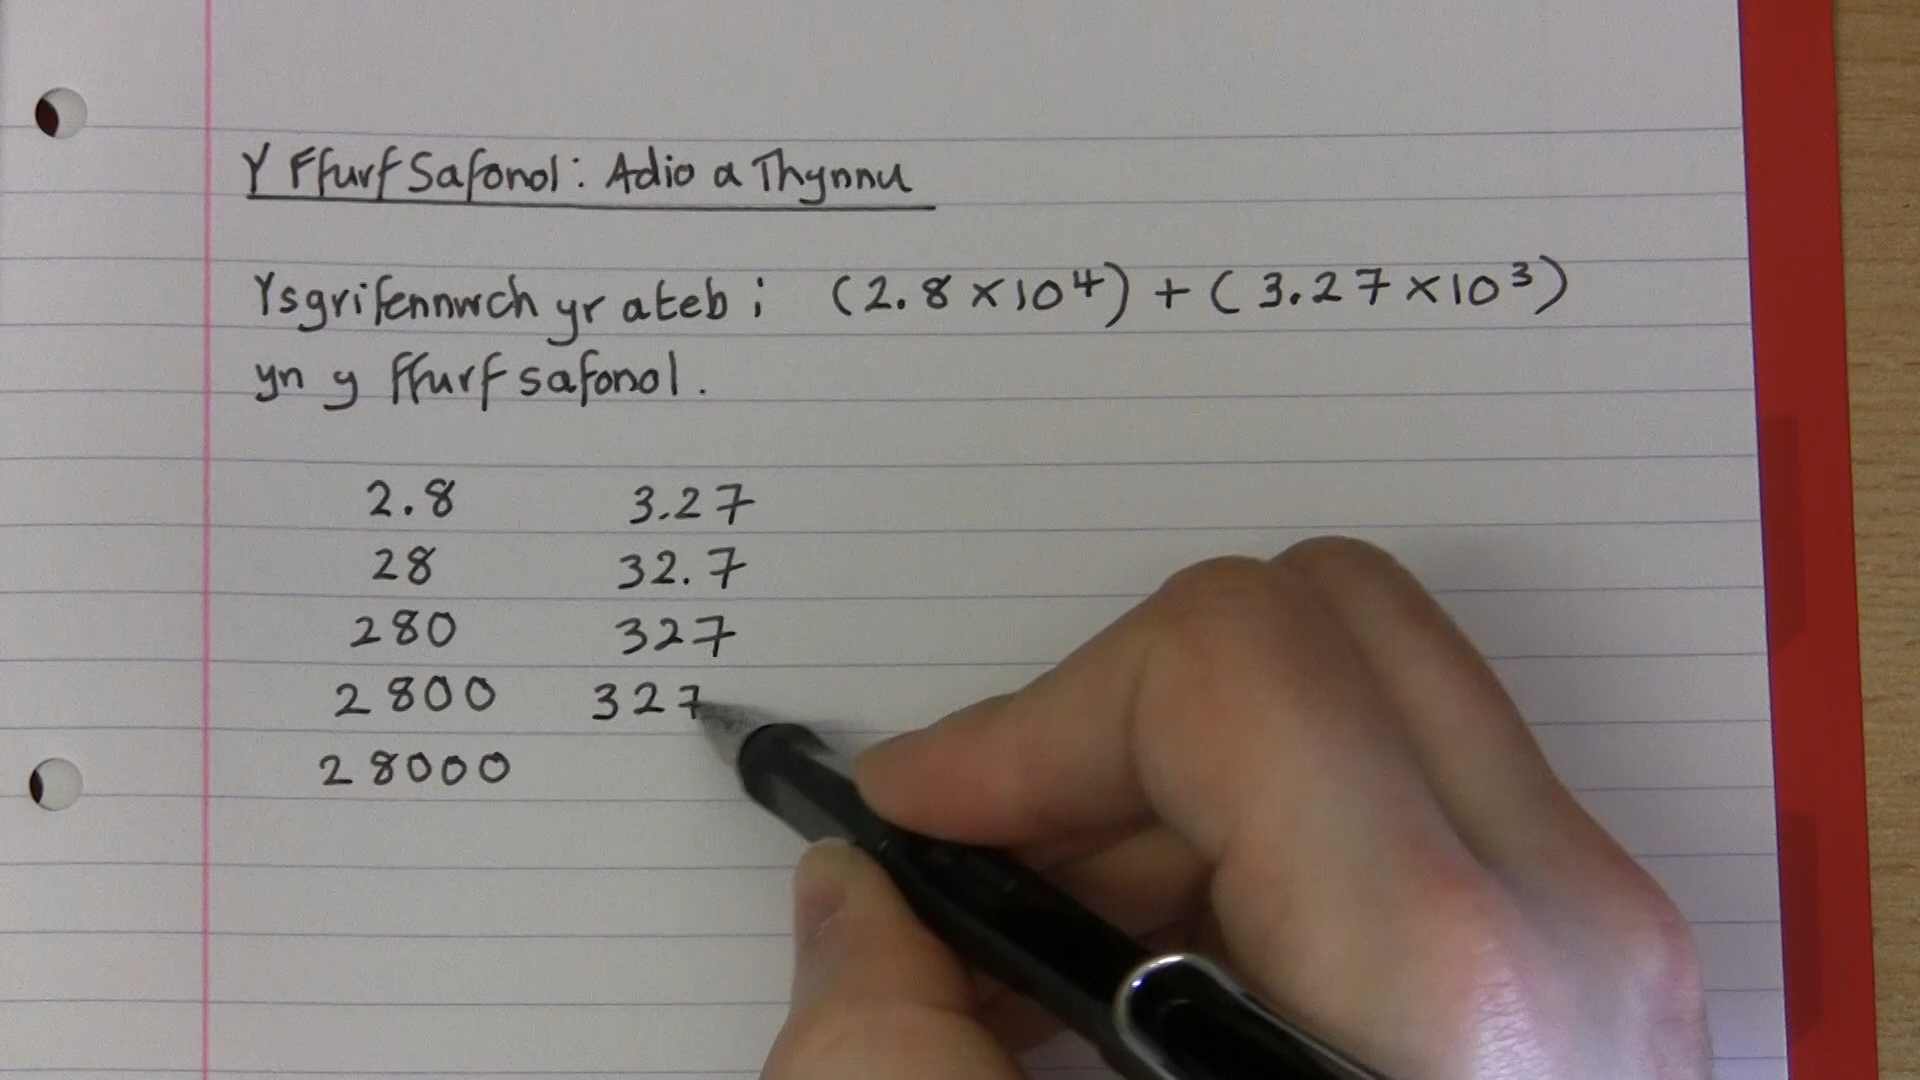 Y Ffurf Safonol: Adio a Thynnu
Ysgrifennwch yr ateb i (2.8 × 10⁴) + (3.27 × 10³)
yn y ffurf safonol.
2.8 3.27
28 32.7
280 327
2800 327
28000